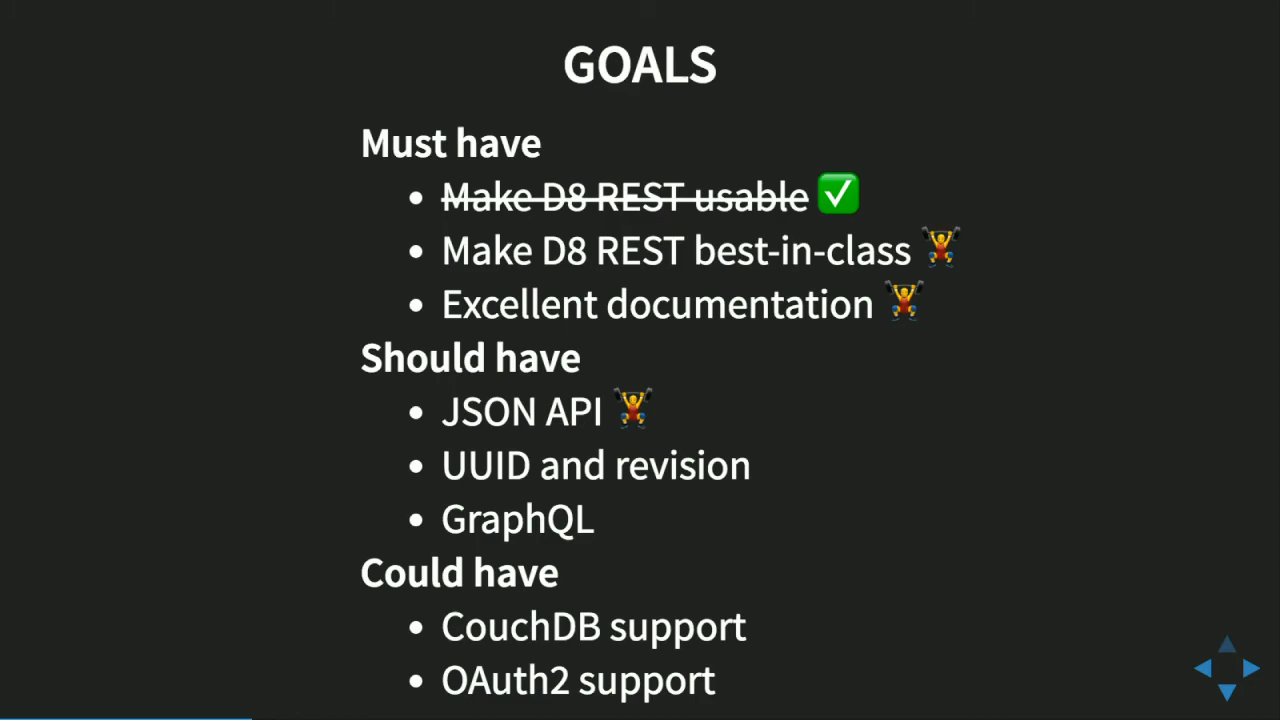 GOALS
Must have
Make D8 REST usable ✅
Make D8 REST best-in-class 🏋
Excellent documentation 🏋
Should have
JSON API 🏋
UUID and revision
GraphQL
Could have
CouchDB support
OAuth2 support